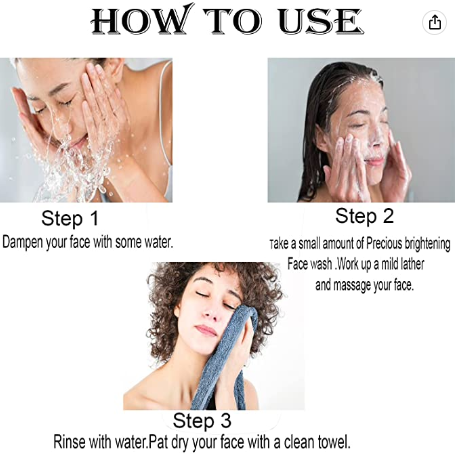 HOW TO USE
Step 1
Dampen your face with some water.
Step 2
Take a small amount of Precious brightening
Face wash .Work up a mild lather
and massage your face.
Step 3
Rinse with water.Pat dry your face with a clean towel.